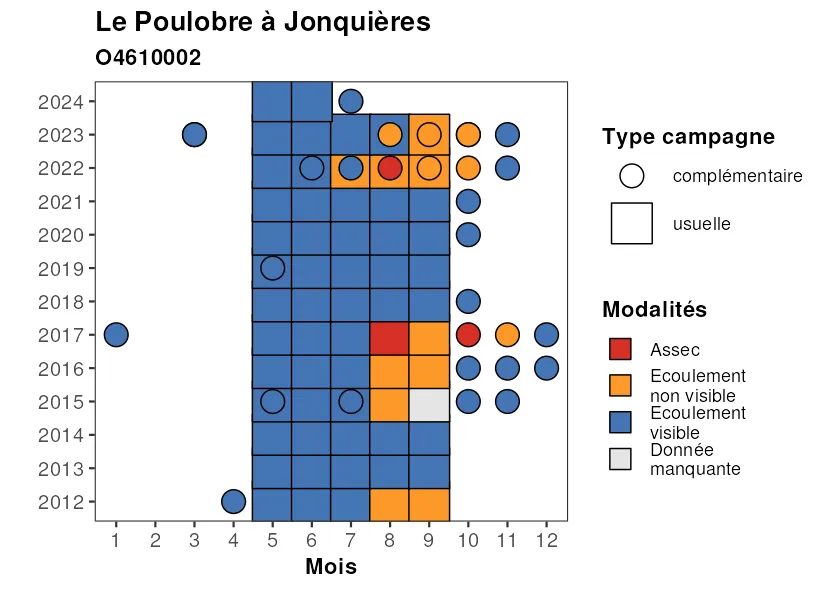 Le Poulobre à Jonquières
O4610002
2024
2023
2022
2021
2020
2019
2018
2017
2016
2015
2014
2013
2012
1 2 3 4 5 6 7 8 9 10 11 12
Mois
Type campagne
complémentaire
usuelle
Modalités
Assec
Ecoulement
non visible
Ecoulement
visible
Donnée
manquante